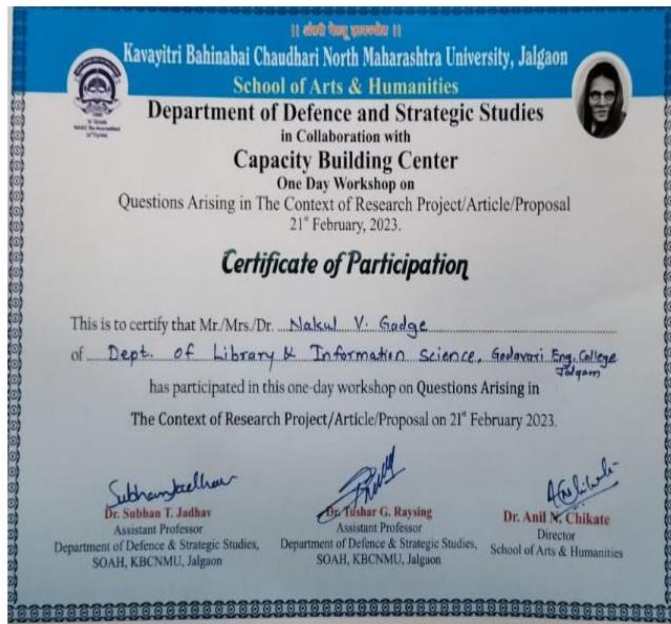 || अंतरी पेटवू ज्ञानज्योत ||
Kavayitri Bahinabai Chaudhari North Maharashtra University, Jalgaon
School of Arts & Humanities
Department of Defence and Strategic Studies
in Collaboration with
Capacity Building Center
One Day Workshop on
Questions Arising in The Context of Research Project/Article/Proposal
21st February, 2023.
Certificate of Participation
This is to certify that Mr./Mrs./Dr. Nakul V. Gadge
of Dept. of Library & Information Science, Godavari Eng. College
Jalgaon
has participated in this one-day workshop on Questions Arising in
The Context of Research Project/Article/Proposal on 21st February 2023.
Dr. Subhan T. Jadhav Dr. Tushar G. Raysing Dr. Anil N. Chikate
Assistant Professor Assistant Professor Director
Department of Defence & Strategic Studies, Department of Defence & Strategic Studies, School of Arts & Humanities
SOAH, KBCNMU, Jalgaon SOAH, KBCNMU, Jalgaon